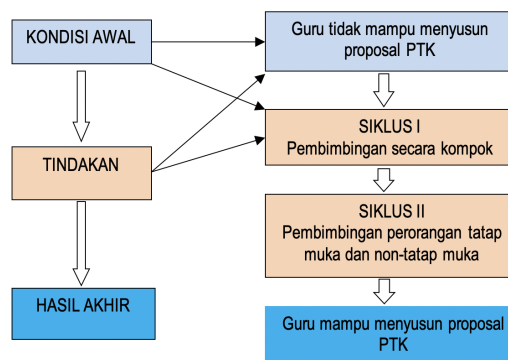 KONDISI AWAL
Guru tidak mampu menyusun
proposal PTK
TINDAKAN
SIKLUS I
Pembimbingan secara kompok
SIKLUS II
Pembimbingan perorangan tatap
muka dan non-tatap muka
HASIL AKHIR
Guru mampu menyusun proposal
PTK